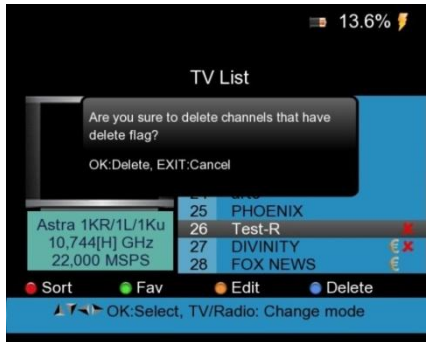 13.6%
TV List
Are you sure to delete channels that have
delete flag?
OK:Delete, EXIT:Cancel
25 PHOENIX
Astra 1KR/1L/1Ku
26 Test-R
10,744[H] GHz
27 DIVINITY €
22,000 MSPS
28 FOX NEWS €
Sort Fav Edit Delete
OK:Select, TV/Radio: Change mode